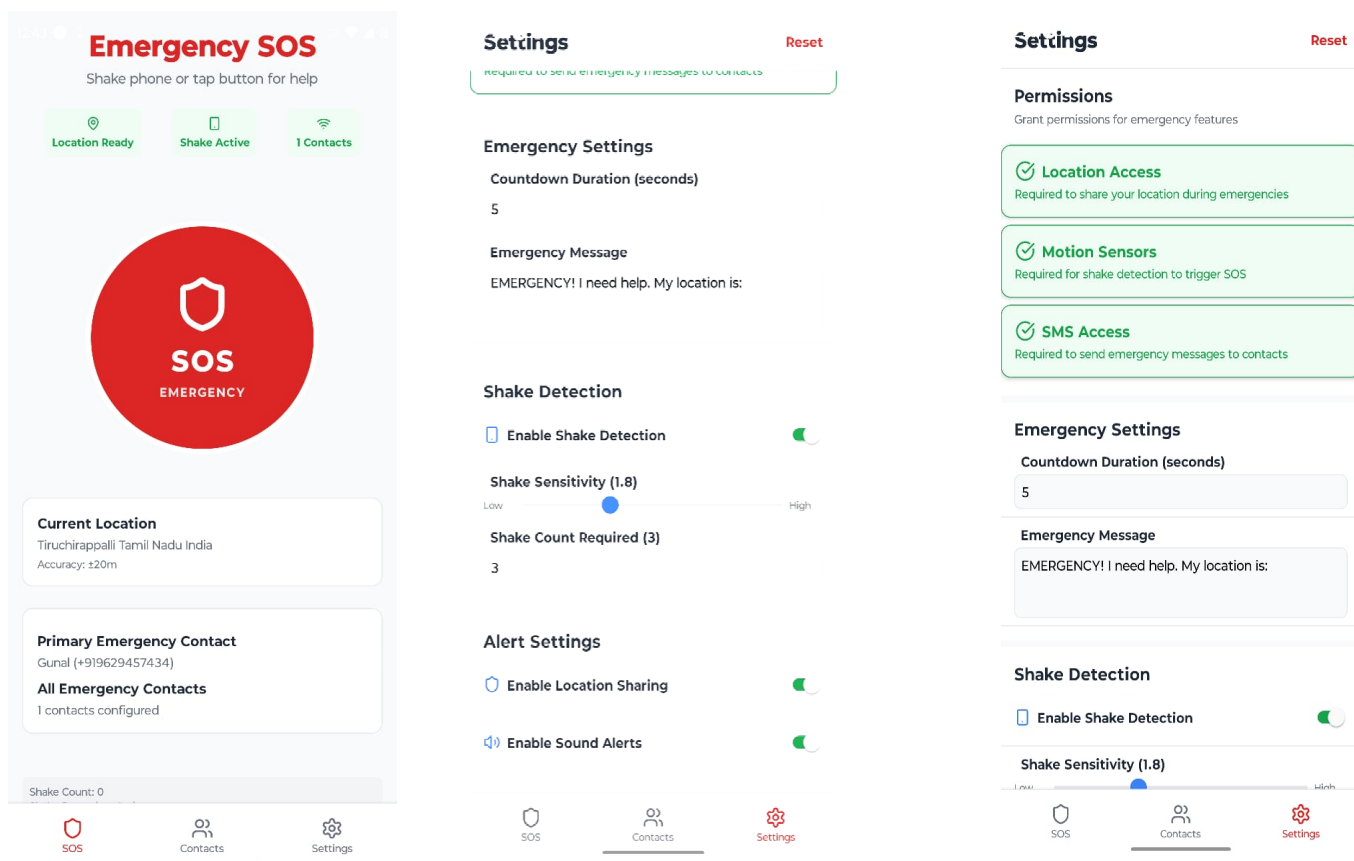 Emergency SOS
Shake phone or tap button for help
Location Ready
Shake Active
1 Contacts
SOS
EMERGENCY
Current Location
Tiruchirappalli Tamil Nadu India
Accuracy: ±20m
Primary Emergency Contact
Gunal (+919629457434)
All Emergency Contacts
1 contacts configured
Shake Count: 0
SOS
Contacts
Settings
Settings
Reset
Required to send emergency messages to contacts
Emergency Settings
Countdown Duration (seconds)
5
Emergency Message
EMERGENCY! I need help. My location is:
Shake Detection
Enable Shake Detection
Shake Sensitivity (1.8)
Low
High
Shake Count Required (3)
3
Alert Settings
Enable Location Sharing
Enable Sound Alerts
SOS
Contacts
Settings
Settings
Reset
Permissions
Grant permissions for emergency features
Location Access
Required to share your location during emergencies
Motion Sensors
Required for shake detection to trigger SOS
SMS Access
Required to send emergency messages to contacts
Emergency Settings
Countdown Duration (seconds)
5
Emergency Message
EMERGENCY! I need help. My location is:
Shake Detection
Enable Shake Detection
Shake Sensitivity (1.8)
Low
High
SOS
Contacts
Settings